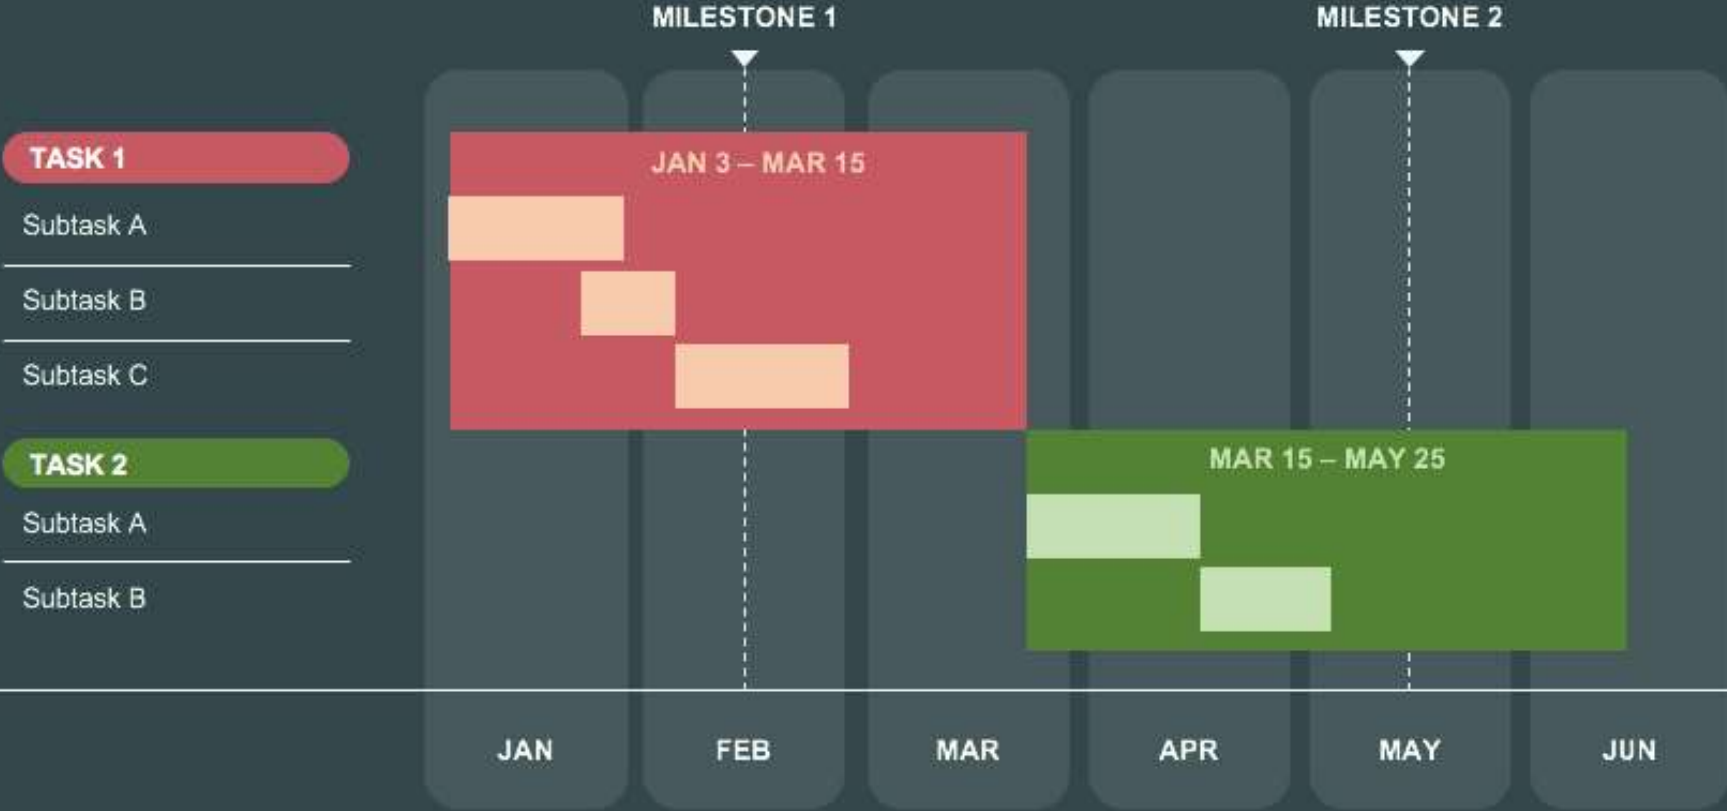 MILESTONE 1
MILESTONE 2
TASK 1
JAN 3 – MAR 15
Subtask A
Subtask B
Subtask C
TASK 2
MAR 15 – MAY 25
Subtask A
Subtask B
JAN
FEB
MAR
APR
MAY
JUN